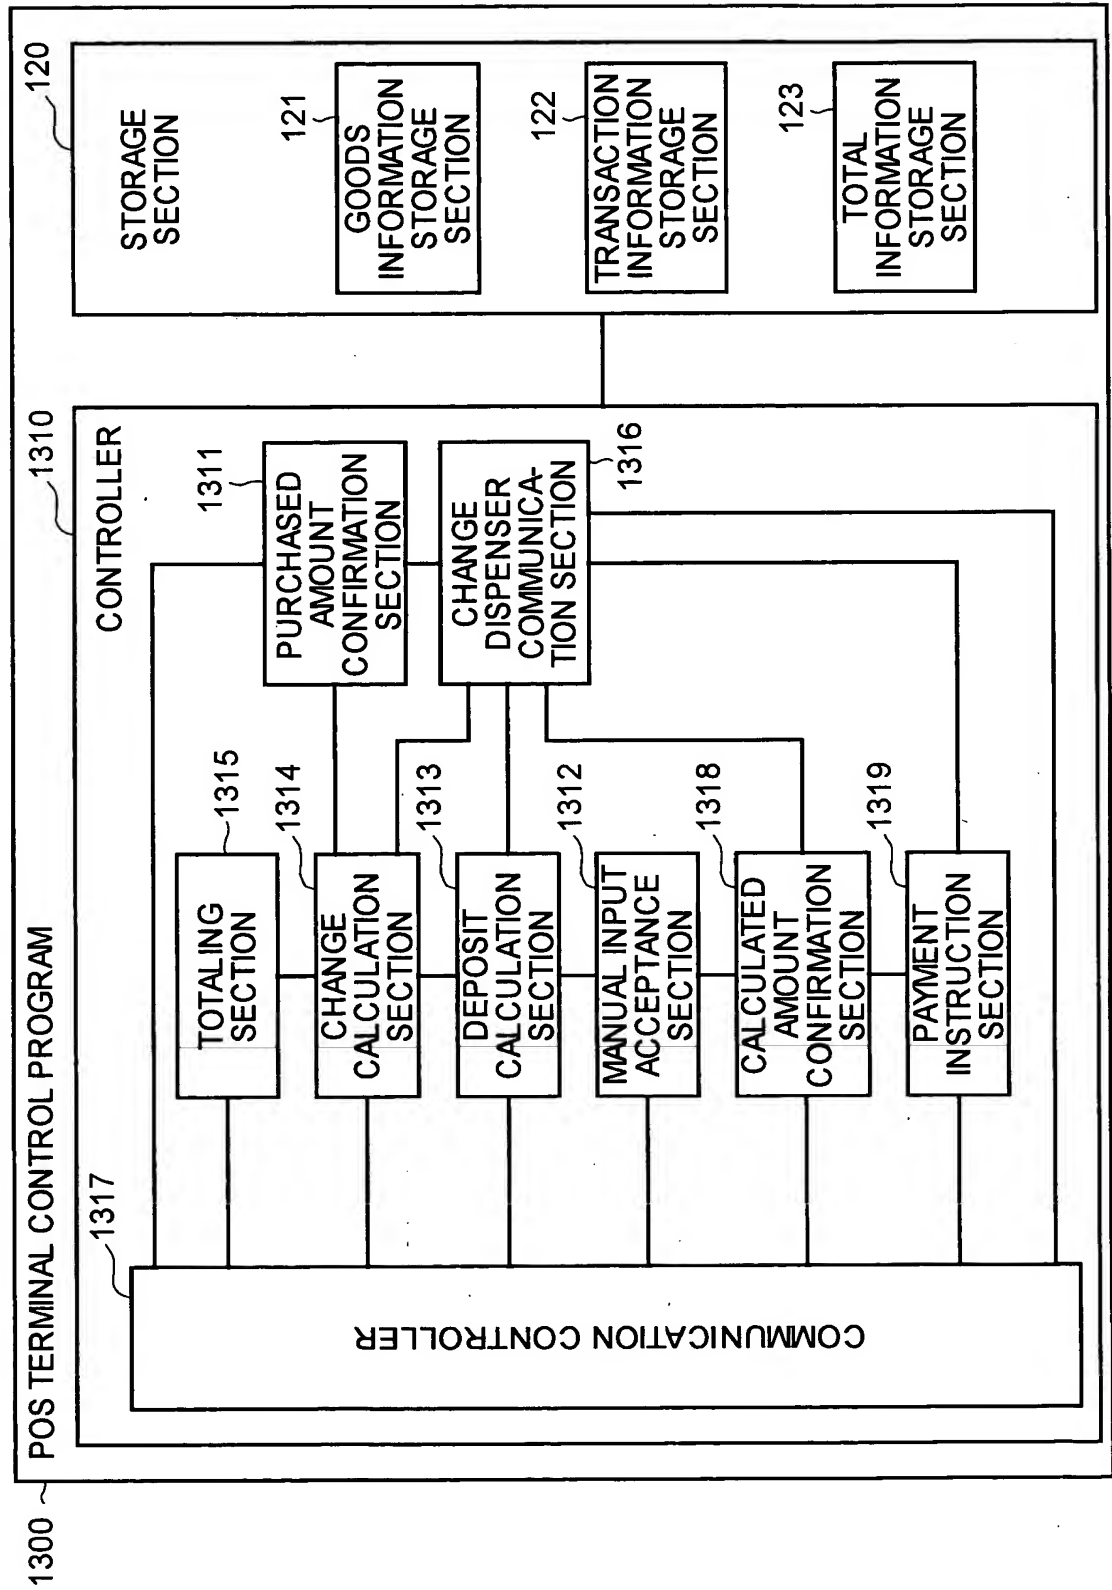 1300
POS TERMINAL CONTROL PROGRAM
1310
CONTROLLER
1317
COMMUNICATION CONTROLLER
1315
TOTALING
SECTION
1314
CHANGE
CALCULATION
SECTION
1313
DEPOSIT
CALCULATION
SECTION
1312
MANUAL INPUT
ACCEPTANCE
SECTION
1318
CALCULATED
AMOUNT
CONFIRMATION
SECTION
1319
PAYMENT
INSTRUCTION
SECTION
1311
PURCHASED
AMOUNT
CONFIRMATION
SECTION
1316
CHANGE
DISPENSER
COMMUNICA-
TION SECTION
120
STORAGE
SECTION
121
GOODS
INFORMATION
STORAGE
SECTION
122
TRANSACTION
INFORMATION
STORAGE
SECTION
123
TOTAL
INFORMATION
STORAGE
SECTION